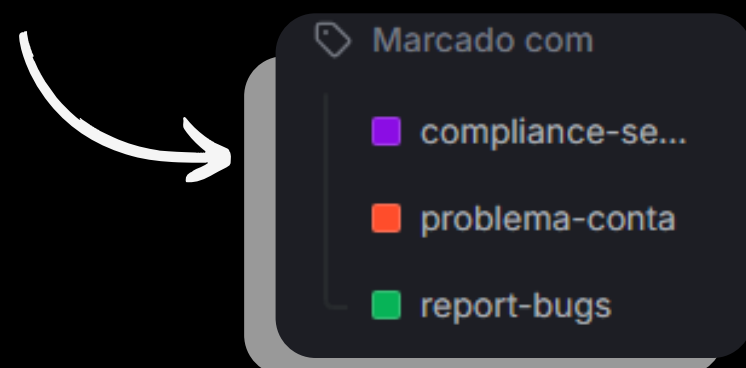 Marcado com
compliance-se...
problema-conta
report-bugs